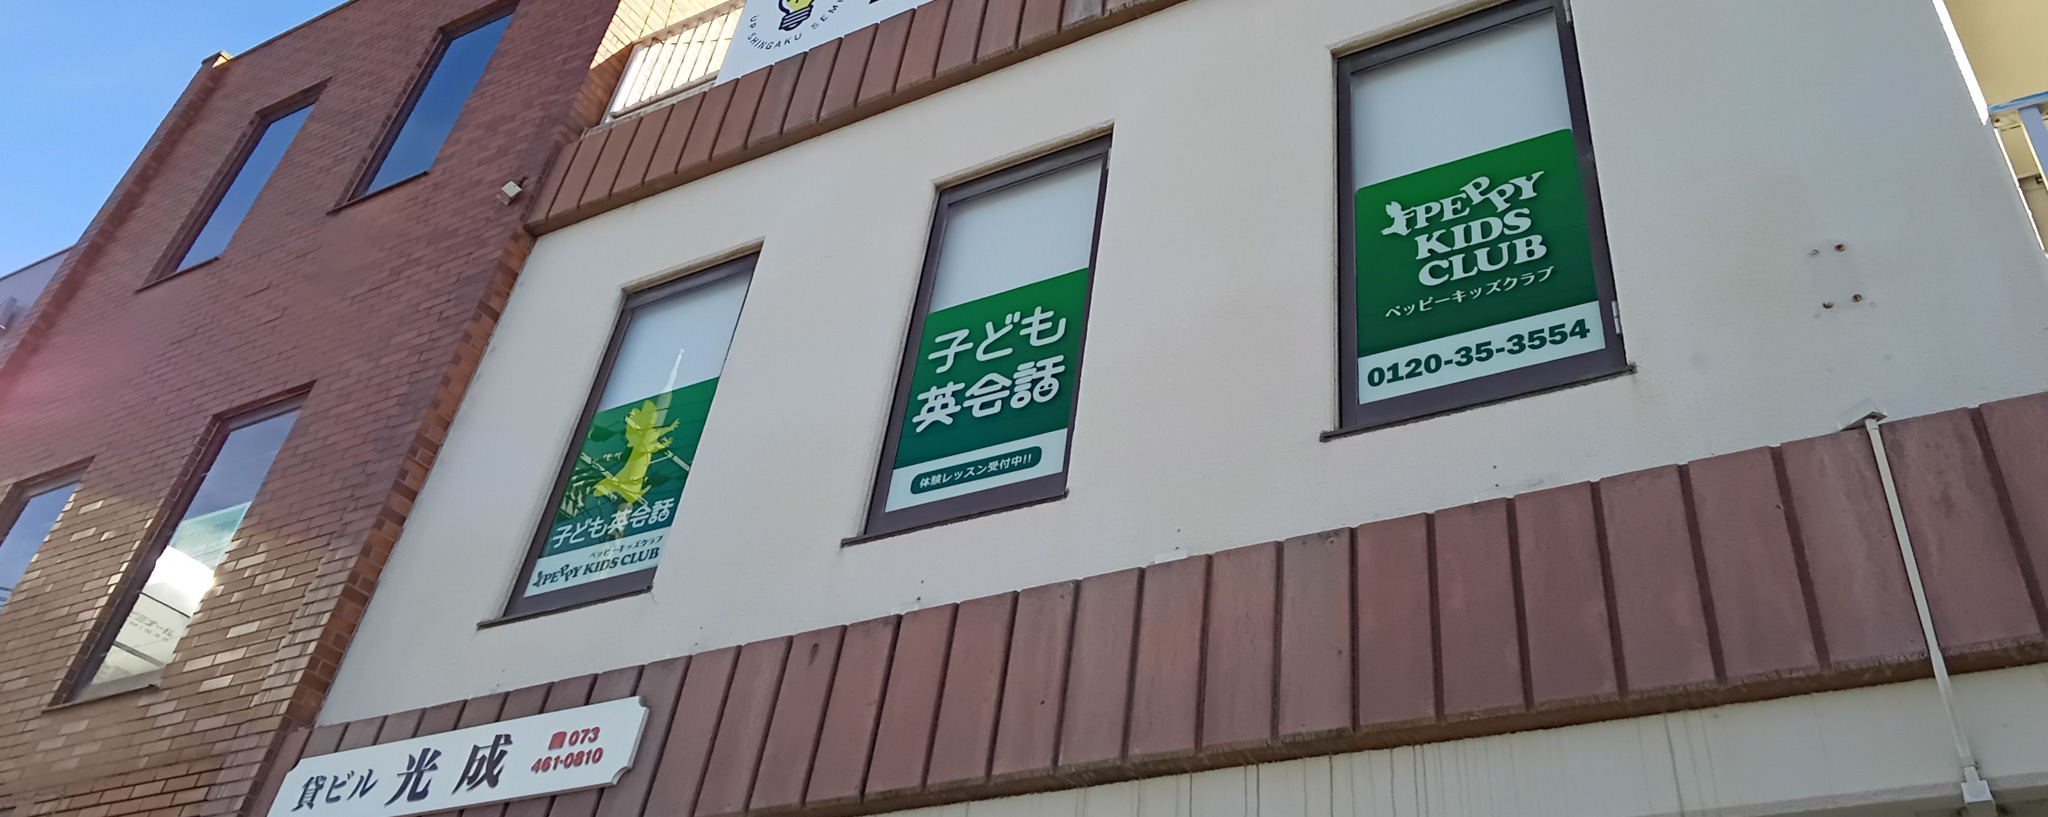 SHINGAKU SEM
子ども
英会話
ペッピーキッズクラブ
PEPPY KIDS CLUB
子ども
英会話
体験レッスン受付中!!
PEPPY
KIDS
CLUB
ペッピーキッズクラブ
0120-35-3554
貸ビル 光成
073
461-0810